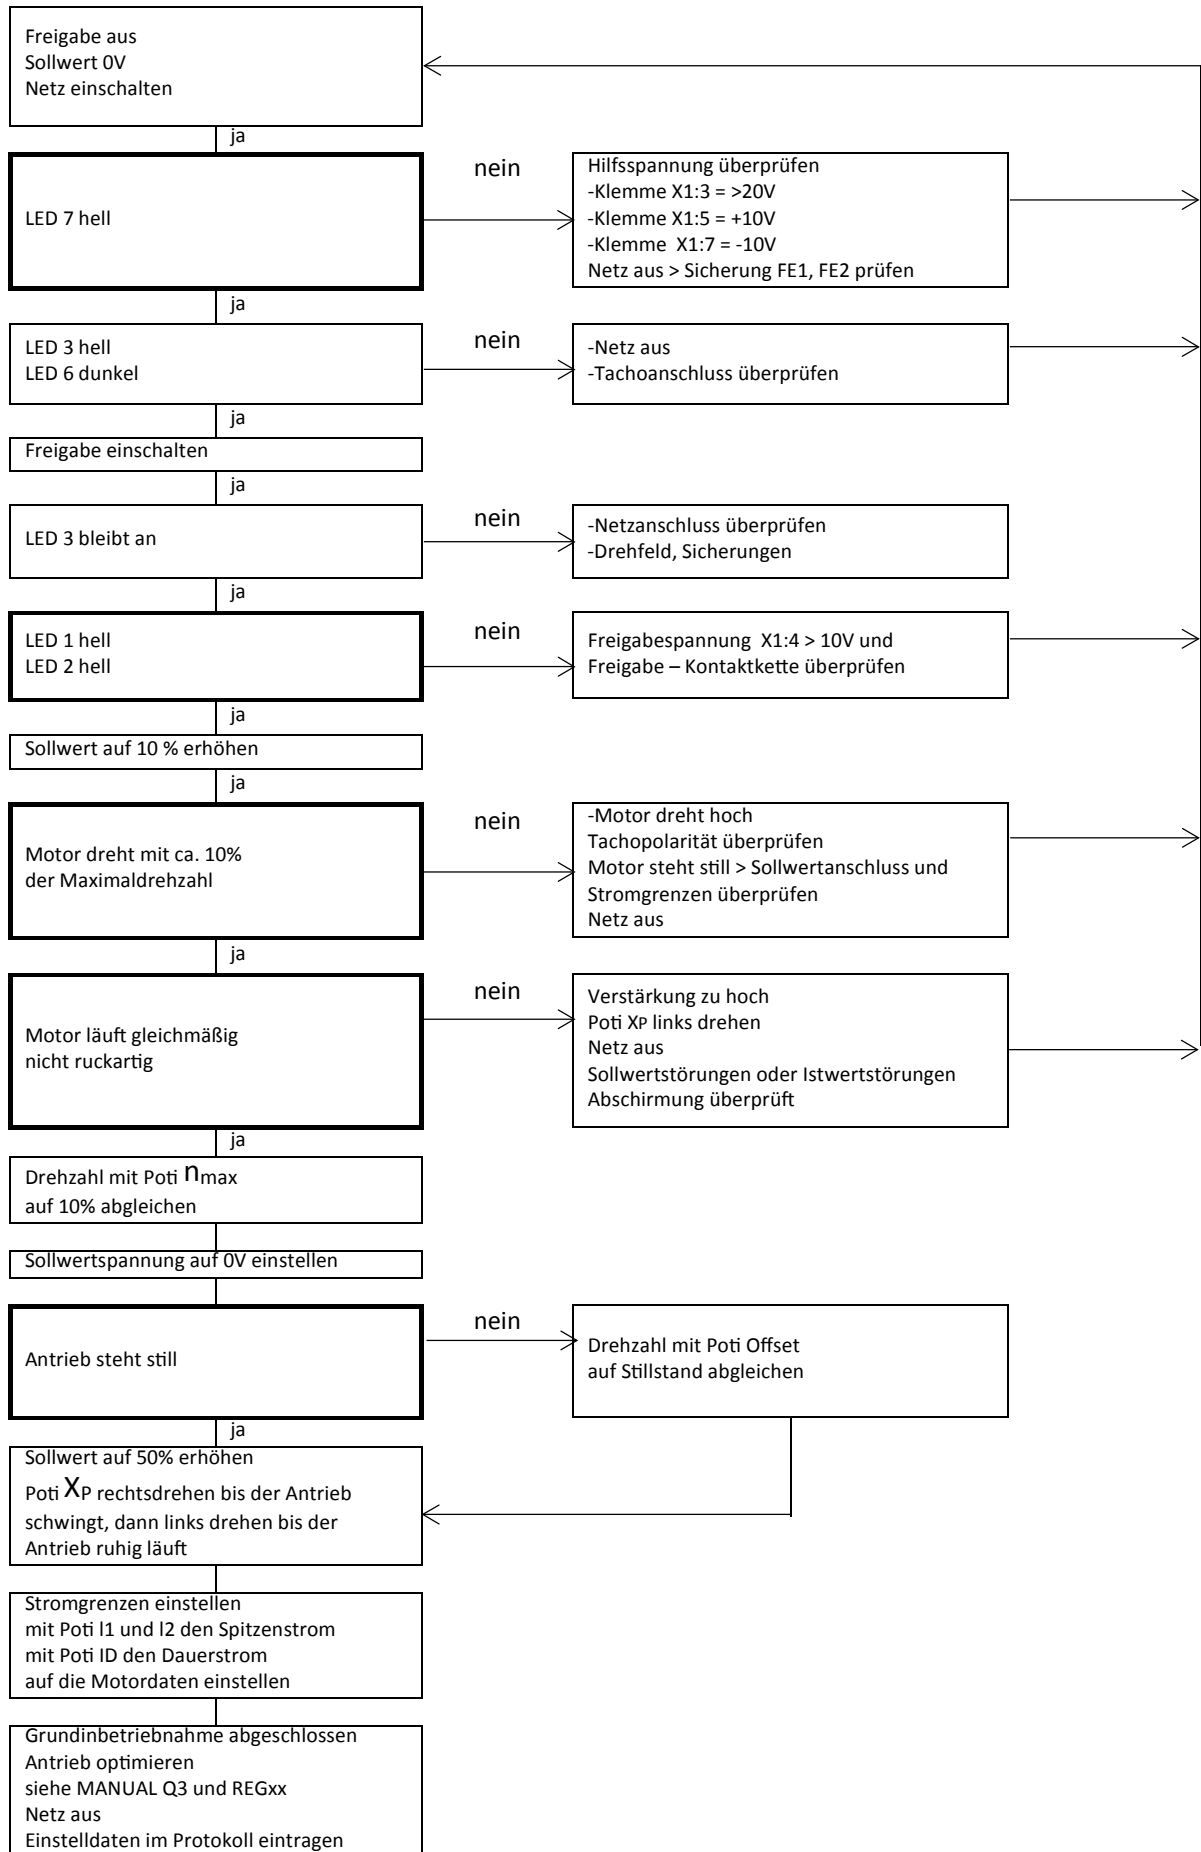 Freigabe aus
Sollwert 0V
Netz einschalten
ja
LED 7 hell
nein
Hilfsspannung überprüfen
-Klemme X1:3 = >20V
-Klemme X1:5 = +10V
-Klemme X1:7 = -10V
Netz aus > Sicherung FE1, FE2 prüfen
ja
LED 3 hell
LED 6 dunkel
nein
-Netz aus
-Tachoanschluss überprüfen
ja
Freigabe einschalten
ja
LED 3 bleibt an
nein
-Netzanschluss überprüfen
-Drehfeld, Sicherungen
ja
LED 1 hell
LED 2 hell
nein
Freigabespannung X1:4 > 10V und
Freigabe – Kontaktkette überprüfen
ja
Sollwert auf 10 % erhöhen
ja
Motor dreht mit ca. 10%
der Maximaldrehzahl
nein
-Motor dreht hoch
Tachopolarität überprüfen
Motor steht still > Sollwertanschluss und
Stromgrenzen überprüfen
Netz aus
ja
Motor läuft gleichmäßig
nicht ruckartig
nein
Verstärkung zu hoch
Poti XP links drehen
Netz aus
Sollwertstörungen oder Istwertstörungen
Abschirmung überprüft
ja
Drehzahl mit Poti nmax
auf 10% abgleichen
Sollwertspannung auf 0V einstellen
Antrieb steht still
nein
Drehzahl mit Poti Offset
auf Stillstand abgleichen
ja
Sollwert auf 50% erhöhen
Poti XP rechtsdrehen bis der Antrieb
schwingt, dann links drehen bis der
Antrieb ruhig läuft
Stromgrenzen einstellen
mit Poti l1 und l2 den Spitzenstrom
mit Poti ID den Dauerstrom
auf die Motordaten einstellen
Grundinbetriebnahme abgeschlossen
Antrieb optimieren
siehe MANUAL Q3 und REGxx
Netz aus
Einstelldaten im Protokoll eintragen